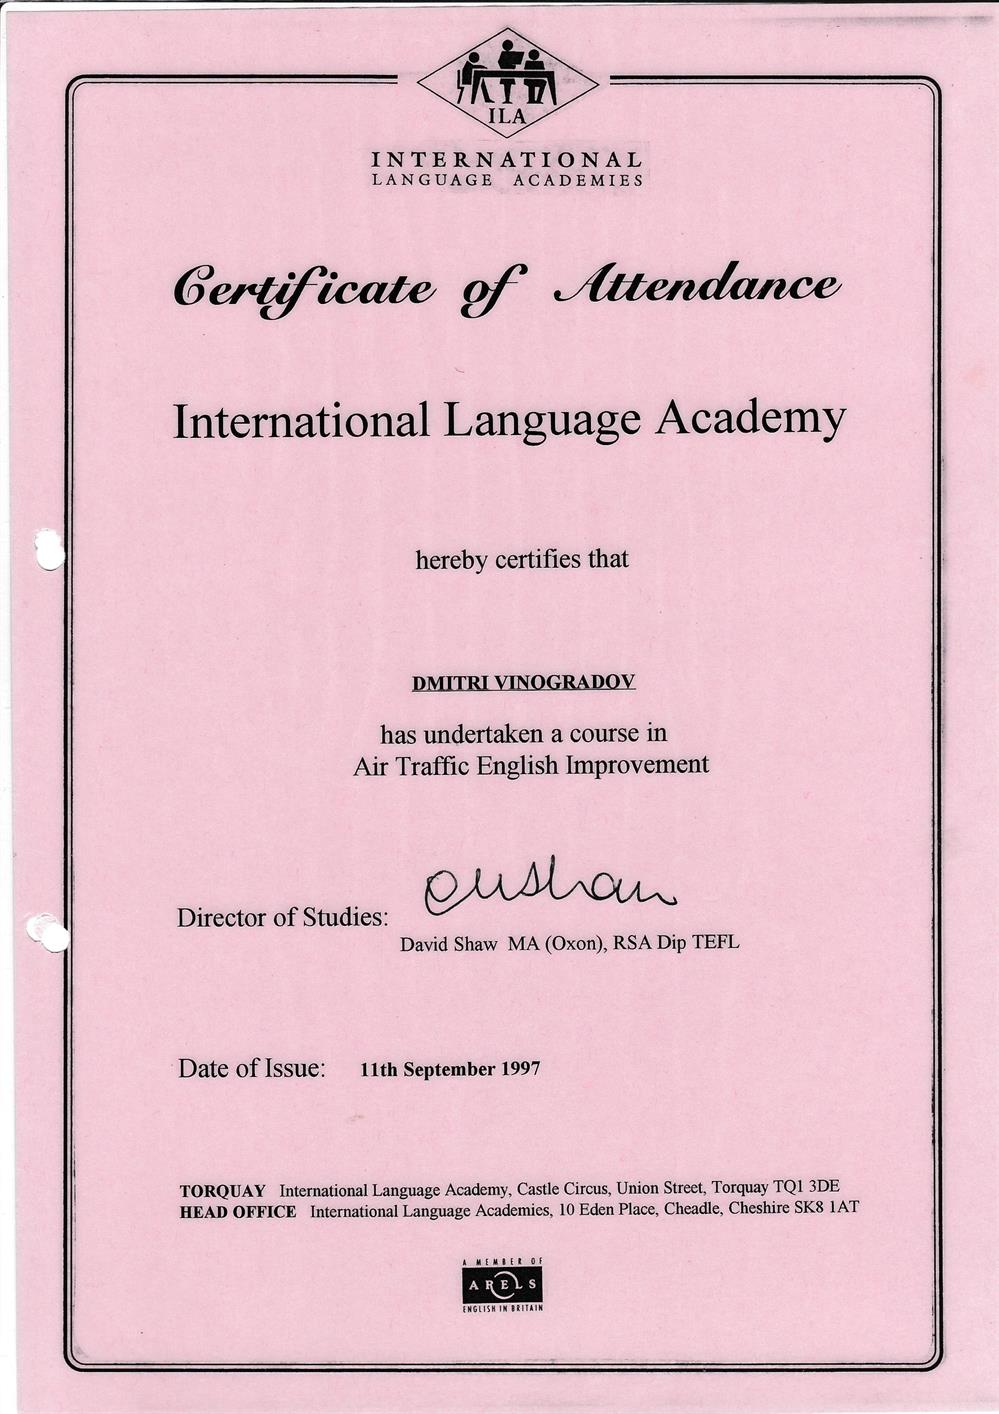 ILA
INTERNATIONAL
LANGUAGE ACADEMIES
Certificate of Attendance
International Language Academy
hereby certifies that
DMITRI VINOGRADOV
has undertaken a course in
Air Traffic English Improvement
Director of Studies:
David Shaw MA (Oxon), RSA Dip TEFL
Date of Issue: 11th September 1997
TORQUAY International Language Academy, Castle Circus, Union Street, Torquay TQ1 3DE
HEAD OFFICE International Language Academies, 10 Eden Place, Cheadle, Cheshire SK8 1AT
A MEMBER OF
ARELS
ENGLISH IN BRITAIN